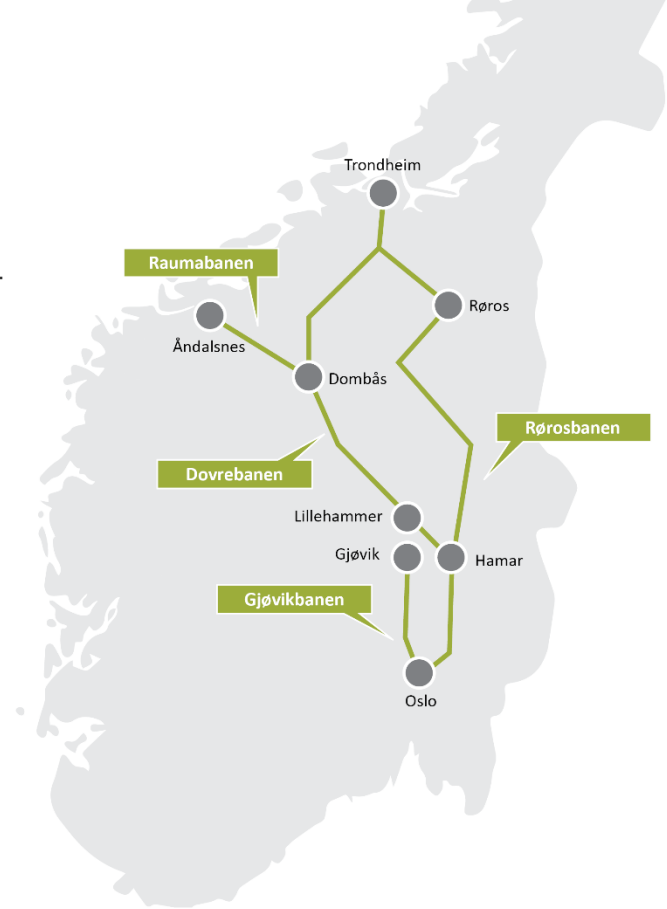 Trondheim
Raumabanen
Røros
Åndalsnes
Dombås
Rørosbanen
Dovrebanen
Lillehammer
Gjøvik
Hamar
Gjøvikbanen
Oslo